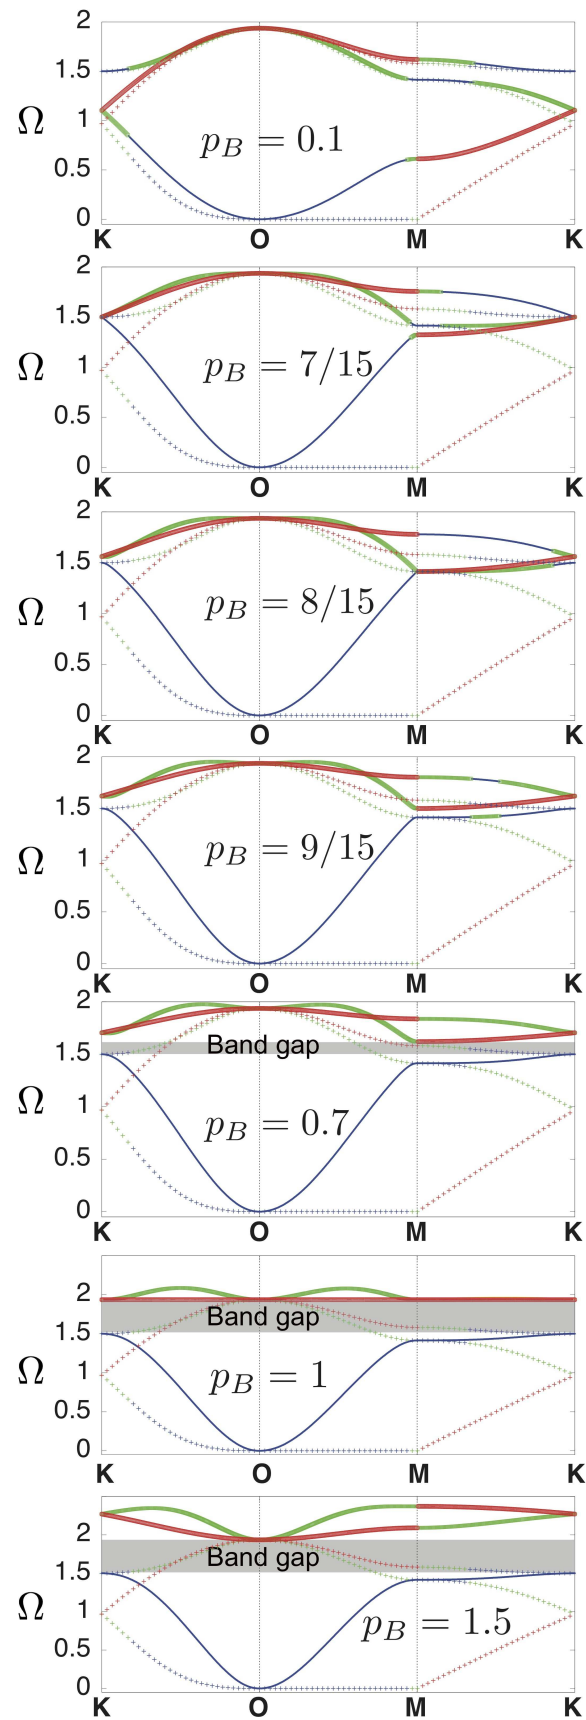 2
1.5
Ω
1
p_B = 0.1
0.5
0
K O M K
2
1.5
Ω
1
p_B = 7/15
0.5
0
K O M K
2
1.5
Ω
1
p_B = 8/15
0.5
0
K O M K
2
1.5
Ω
1
p_B = 9/15
0.5
0
K O M K
2
Band gap
1.5
Ω
1
p_B = 0.7
0.5
0
K O M K
2
Band gap
1.5
Ω
1
p_B = 1
0.5
0
K O M K
2
Band gap
1.5
Ω
1
p_B = 1.5
0.5
0
K O M K